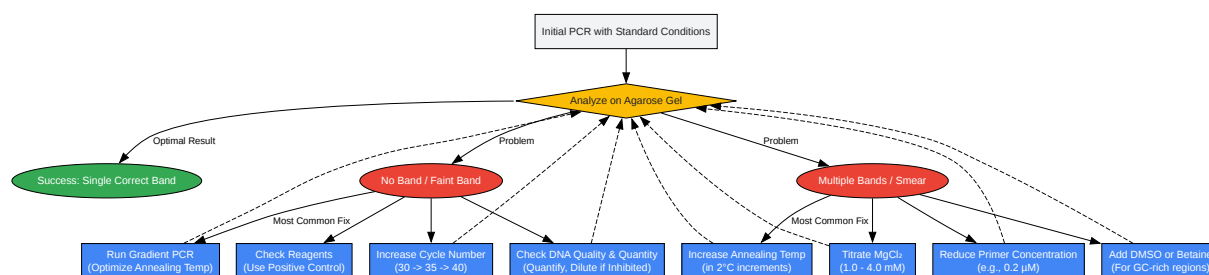 Initial PCR with Standard Conditions
Analyze on Agarose Gel
Optimal Result
Problem
Problem
Success: Single Correct Band
No Band / Faint Band
Multiple Bands / Smear
Most Common Fix
Most Common Fix
Run Gradient PCR
(Optimize Annealing Temp)
Check Reagents
(Use Positive Control)
Increase Cycle Number
(30 -> 35 -> 40)
Check DNA Quality & Quantity
(Quantify, Dilute if Inhibited)
Increase Annealing Temp
(in 2°C increments)
Titrate MgCl₂
(1.0 - 4.0 mM)
Reduce Primer Concentration
(e.g., 0.2 µM)
Add DMSO or Betaine
(For GC-rich regions)